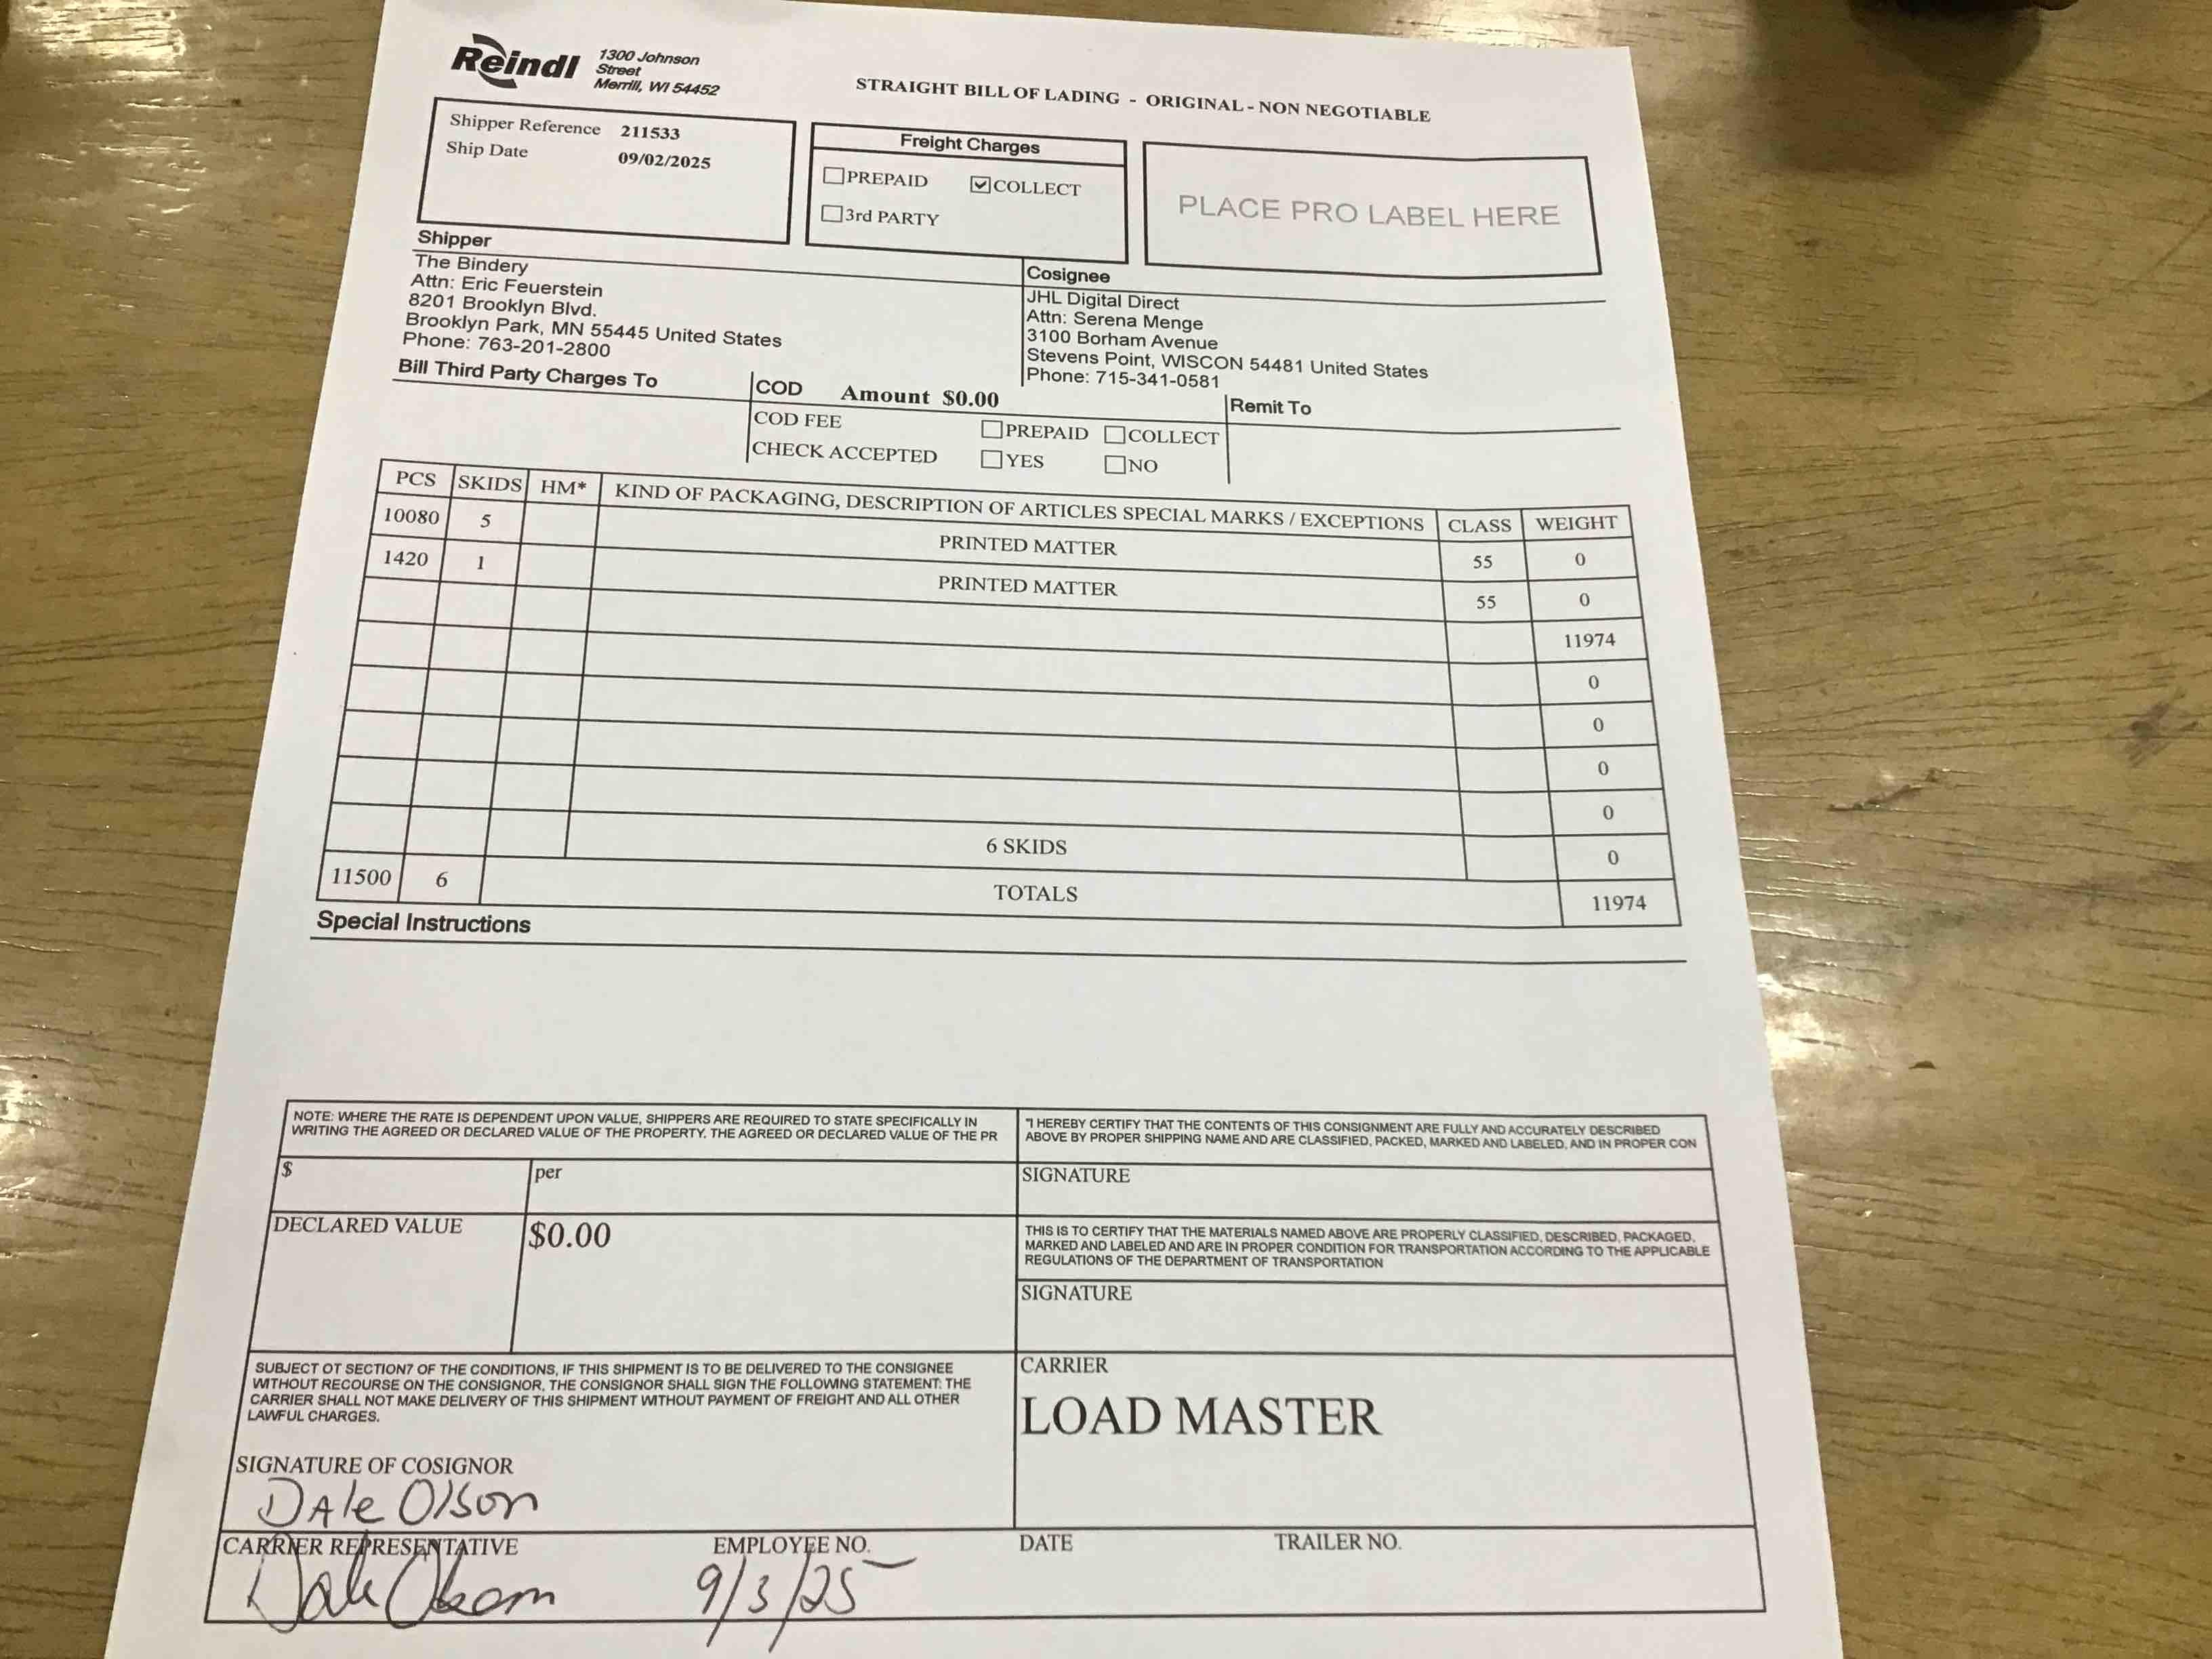 Reindl
1300 Johnson
Street
Merrill, WI 54452
STRAIGHT BILL OF LADING - ORIGINAL - NON NEGOTIABLE
Shipper Reference 211533
Ship Date 09/02/2025
Freight Charges
PREPAID COLLECT
3rd PARTY
PLACE PRO LABEL HERE
Shipper
The Bindery
Attn: Eric Feuerstein
8201 Brooklyn Blvd.
Brooklyn Park, MN 55445 United States
Phone: 763-201-2800
Cosignee
JHL Digital Direct
Attn: Serena Menge
3100 Borham Avenue
Stevens Point, WISCON 54481 United States
Phone: 715-341-0581
Bill Third Party Charges To
COD Amount $0.00
COD FEE PREPAID COLLECT
CHECK ACCEPTED YES NO
Remit To
PCS SKIDS HM* KIND OF PACKAGING, DESCRIPTION OF ARTICLES SPECIAL MARKS / EXCEPTIONS CLASS WEIGHT
10080 5 PRINTED MATTER 55 0
1420 1 PRINTED MATTER 55 0
11974
0
0
0
0
6 SKIDS 0
11500 6 TOTALS 11974
Special Instructions
NOTE: WHERE THE RATE IS DEPENDENT UPON VALUE, SHIPPERS ARE REQUIRED TO STATE SPECIFICALLY IN
WRITING THE AGREED OR DECLARED VALUE OF THE PROPERTY. THE AGREED OR DECLARED VALUE OF THE PR
$ per
DECLARED VALUE $0.00
"I HEREBY CERTIFY THAT THE CONTENTS OF THIS CONSIGNMENT ARE FULLY AND ACCURATELY DESCRIBED
ABOVE BY PROPER SHIPPING NAME AND ARE CLASSIFIED, PACKED, MARKED AND LABELED, AND IN PROPER CON
SIGNATURE
THIS IS TO CERTIFY THAT THE MATERIALS NAMED ABOVE ARE PROPERLY CLASSIFIED, DESCRIBED, PACKAGED,
MARKED AND LABELED AND ARE IN PROPER CONDITION FOR TRANSPORTATION ACCORDING TO THE APPLICABLE
REGULATIONS OF THE DEPARTMENT OF TRANSPORTATION
SIGNATURE
SUBJECT OT SECTION7 OF THE CONDITIONS, IF THIS SHIPMENT IS TO BE DELIVERED TO THE CONSIGNEE
WITHOUT RECOURSE ON THE CONSIGNOR, THE CONSIGNOR SHALL SIGN THE FOLLOWING STATEMENT: THE
CARRIER SHALL NOT MAKE DELIVERY OF THIS SHIPMENT WITHOUT PAYMENT OF FREIGHT AND ALL OTHER
LAWFUL CHARGES.
SIGNATURE OF COSIGNOR
Dale Olson
CARRIER
LOAD MASTER
CARRIER REPRESENTATIVE EMPLOYEE NO. DATE TRAILER NO.
Dale Olson 9/3/25